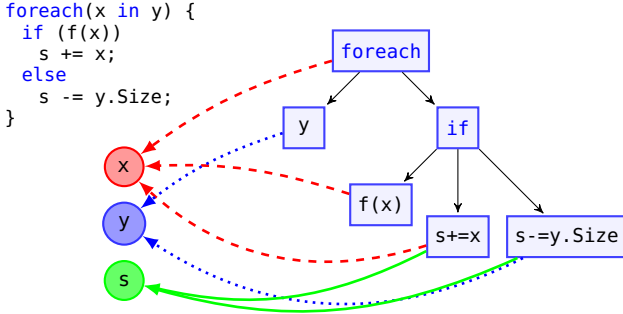 foreach(x in y) {
if (f(x))
s += x;
else
s -= y.Size;
}
foreach
y
if
x
f(x)
y
s+=x
s-=y.Size
s